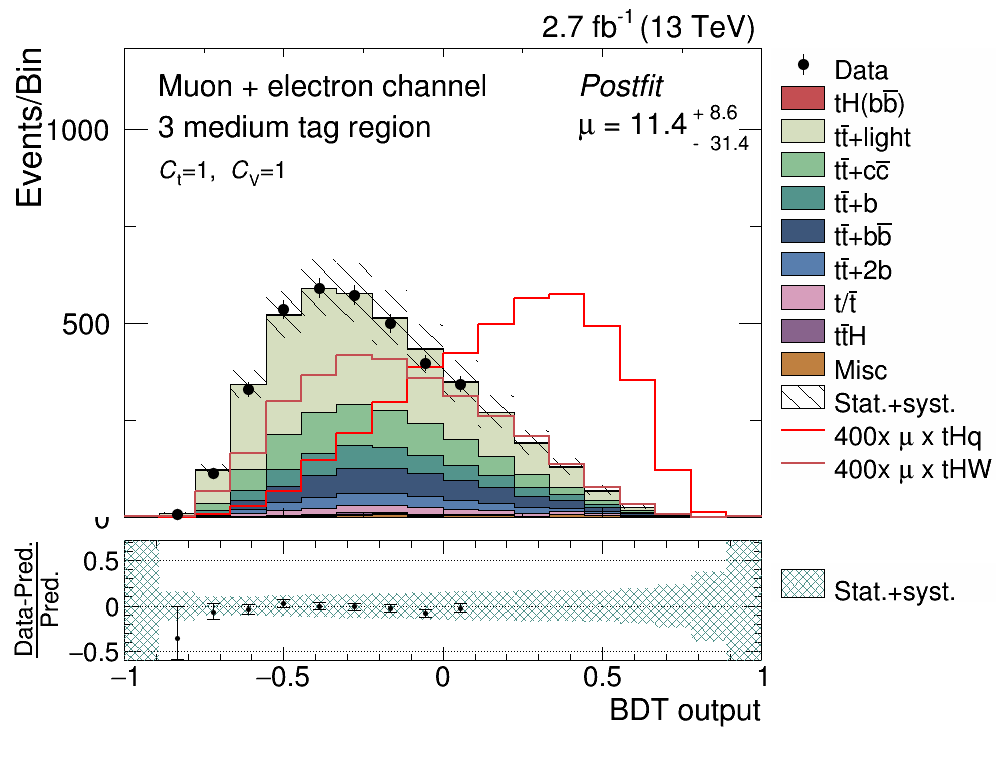 2.7 fb⁻¹ (13 TeV)
Events/Bin
1000
500
0
Muon + electron channel
3 medium tag region
Cₜ=1, C_V=1
Postfit
μ = 11.4 + 8.6 - 31.4
Data
tH(bb̅)
tt̅+light
tt̅+cc̅
tt̅+b
tt̅+bb̅
tt̅+2b
t/t̅
tt̅H
Misc
Stat.+syst.
400x μ x tHq
400x μ x tHW
Data-Pred.
Pred.
0.5
0
−0.5
Stat.+syst.
−1 −0.5 0 0.5 1
BDT output